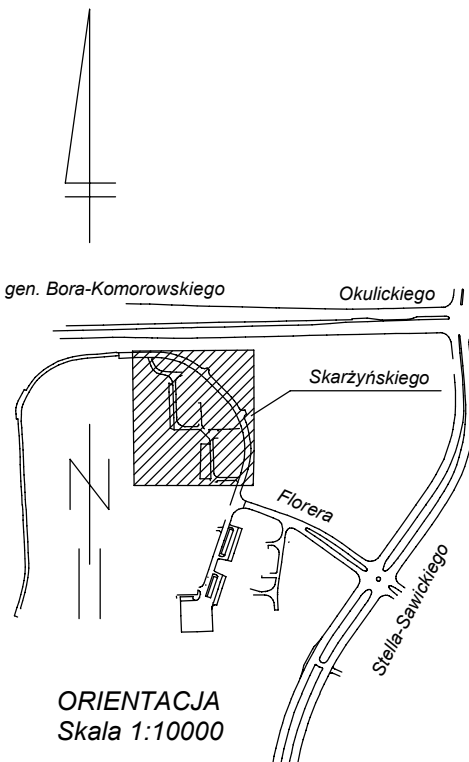 gen. Bora-Komorowskiego
Okulickiego
Skarżyńskiego
N
Florera
Stella-Sawickiego
ORIENTACJA
Skala 1:10000